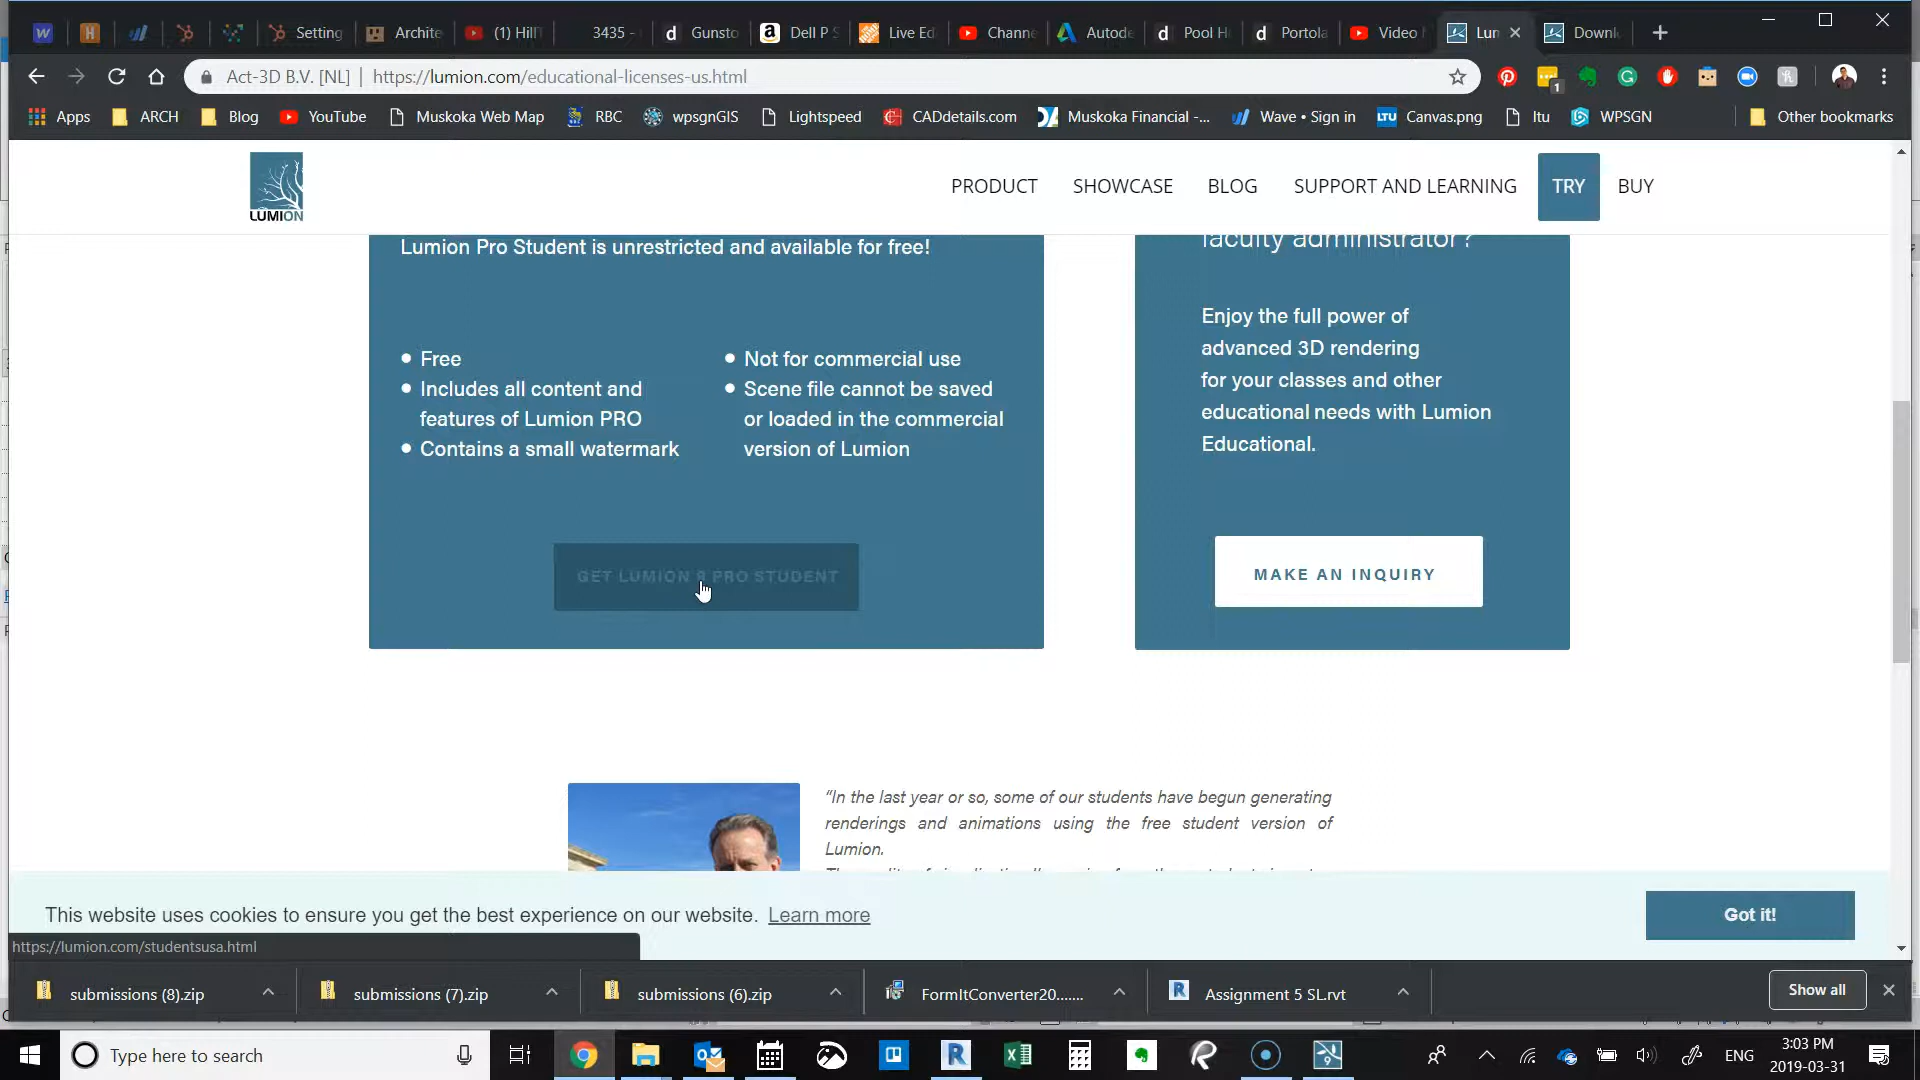 Setting
Archite
(1) Hill
3435 -
Gunsto
Dell P S
Live Ed
Chann
Autode
Pool H
Portola
Video
Lum
Downl
Act-3D B.V. [NL] | https://lumion.com/educational-licenses-us.html
Apps
ARCH
Blog
YouTube
Muskoka Web Map
RBC
wpsgnGIS
Lightspeed
CADdetails.com
Muskoka Financial -...
Wave • Sign in
LTU
Canvas.png
ltu
WPSGN
Other bookmarks
LUMION
PRODUCT
SHOWCASE
BLOG
SUPPORT AND LEARNING
TRY
BUY
Lumion Pro Student is unrestricted and available for free!
• Free
• Includes all content and
features of Lumion PRO
• Contains a small watermark
• Not for commercial use
• Scene file cannot be saved
or loaded in the commercial
version of Lumion
GET LUMION 9 PRO STUDENT
faculty administrator?
Enjoy the full power of
advanced 3D rendering
for your classes and other
educational needs with Lumion
Educational.
MAKE AN INQUIRY
“In the last year or so, some of our students have begun generating
renderings and animations using the free student version of
Lumion.
This website uses cookies to ensure you get the best experience on our website. Learn more
Got it!
https://lumion.com/studentsusa.html
submissions (8).zip
submissions (7).zip
submissions (6).zip
FormItConverter20.......
Assignment 5 SL.rvt
Show all
Type here to search
ENG
3:03 PM
2019-03-31